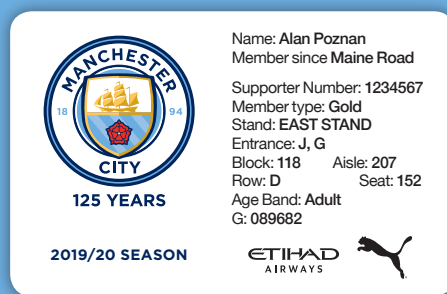 MANCHESTER
18 94
CITY
125 YEARS
2019/20 SEASON
Name: Alan Poznan
Member since Maine Road
Supporter Number: 1234567
Member type: Gold
Stand: EAST STAND
Entrance: J, G
Block: 118 Aisle: 207
Row: D Seat: 152
Age Band: Adult
G: 089682
ETIHAD
AIRWAYS